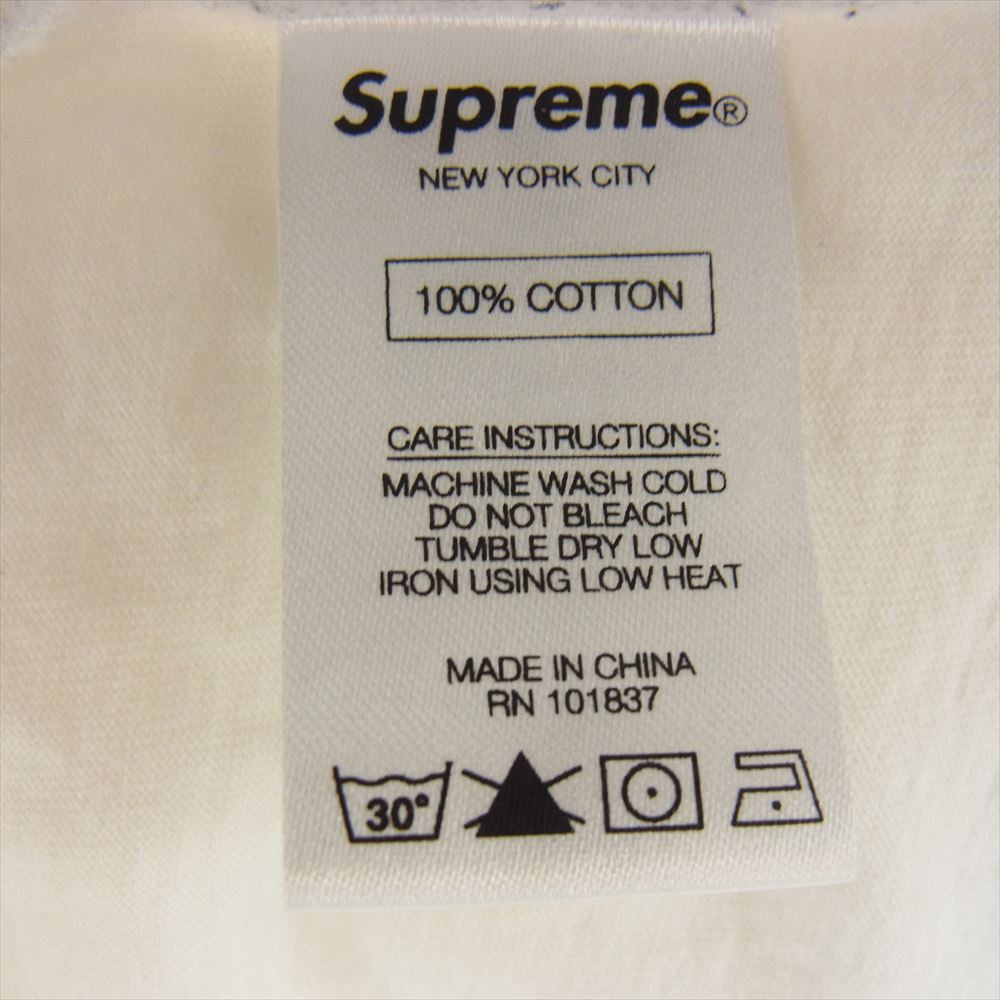 Supreme®
NEW YORK CITY
100% COTTON
CARE INSTRUCTIONS:
MACHINE WASH COLD
DO NOT BLEACH
TUMBLE DRY LOW
IRON USING LOW HEAT
MADE IN CHINA
RN 101837
30°